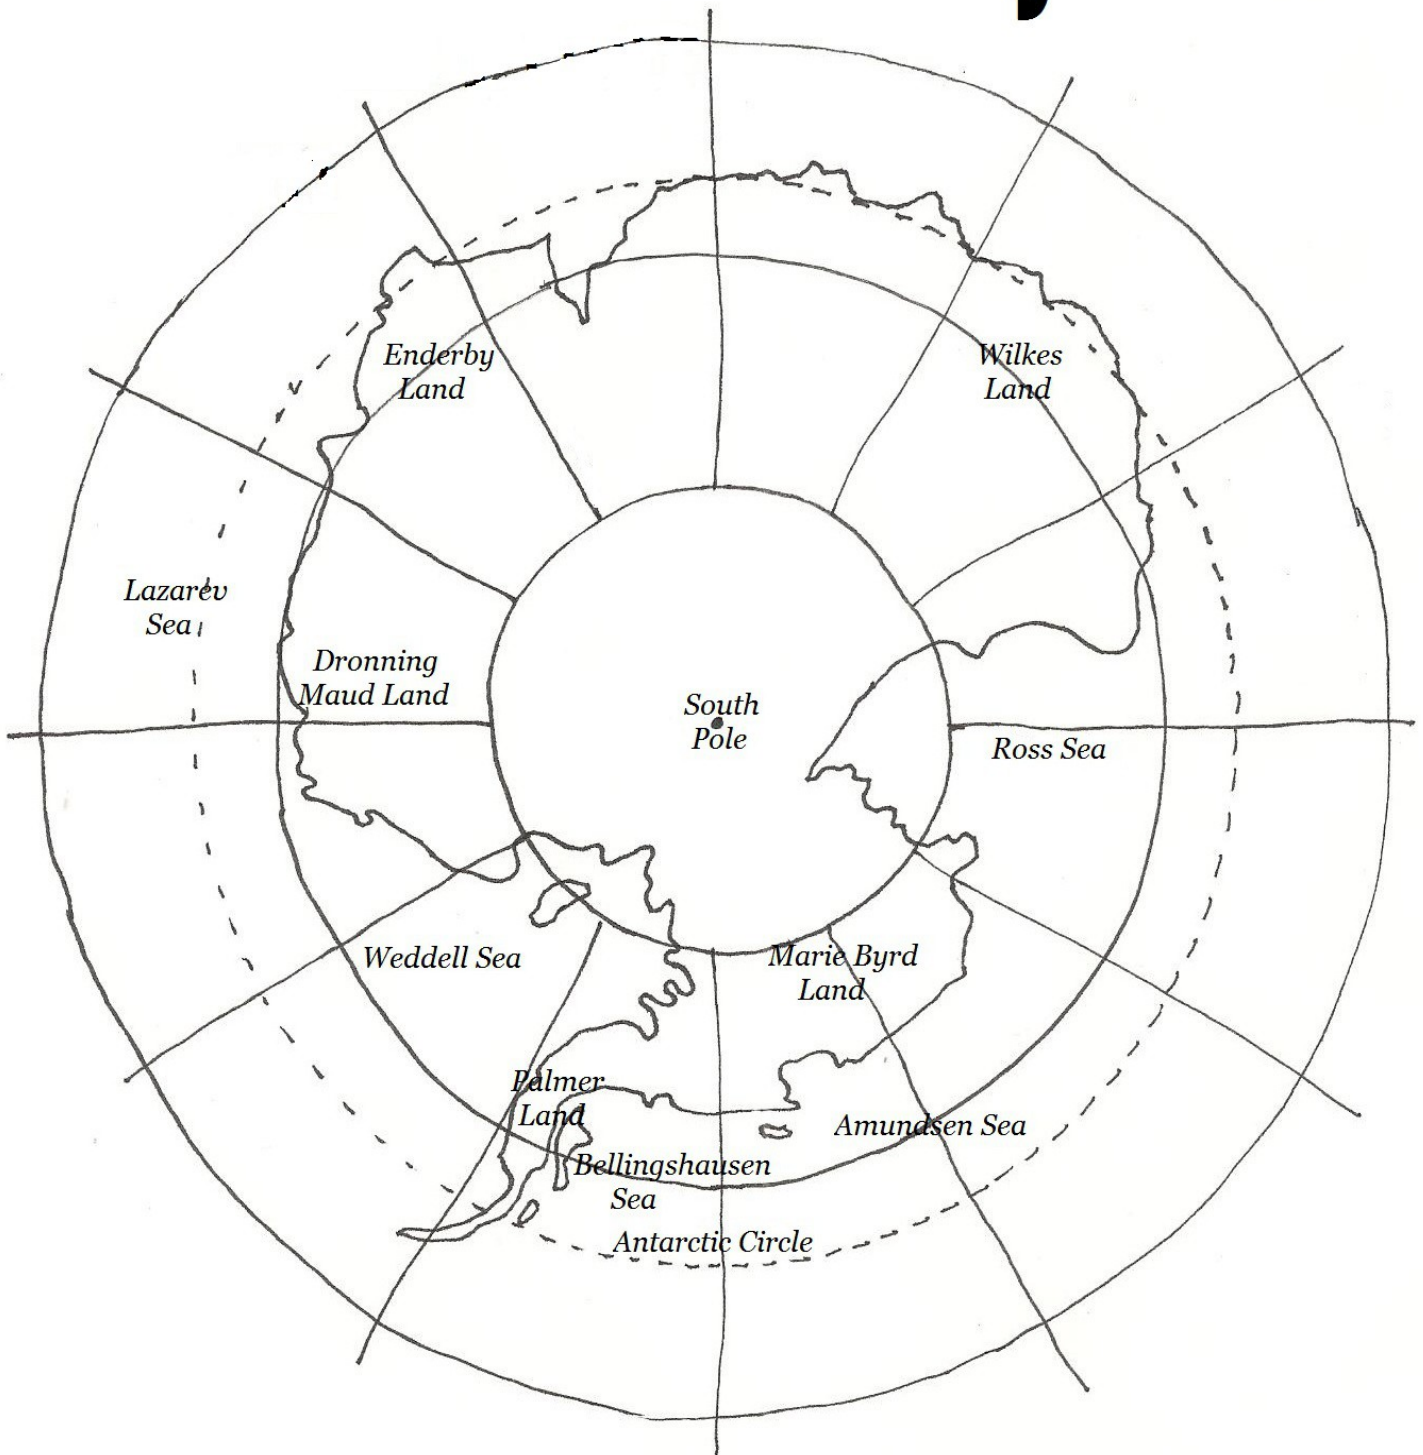 Enderby
Land
Wilkes
Land
Lazarev
Sea
Dronning
Maud Land
South
Pole
Ross Sea
Weddell Sea
Marie Byrd
Land
Palmer
Land
Amundsen Sea
Bellingshausen
Sea
Antarctic Circle